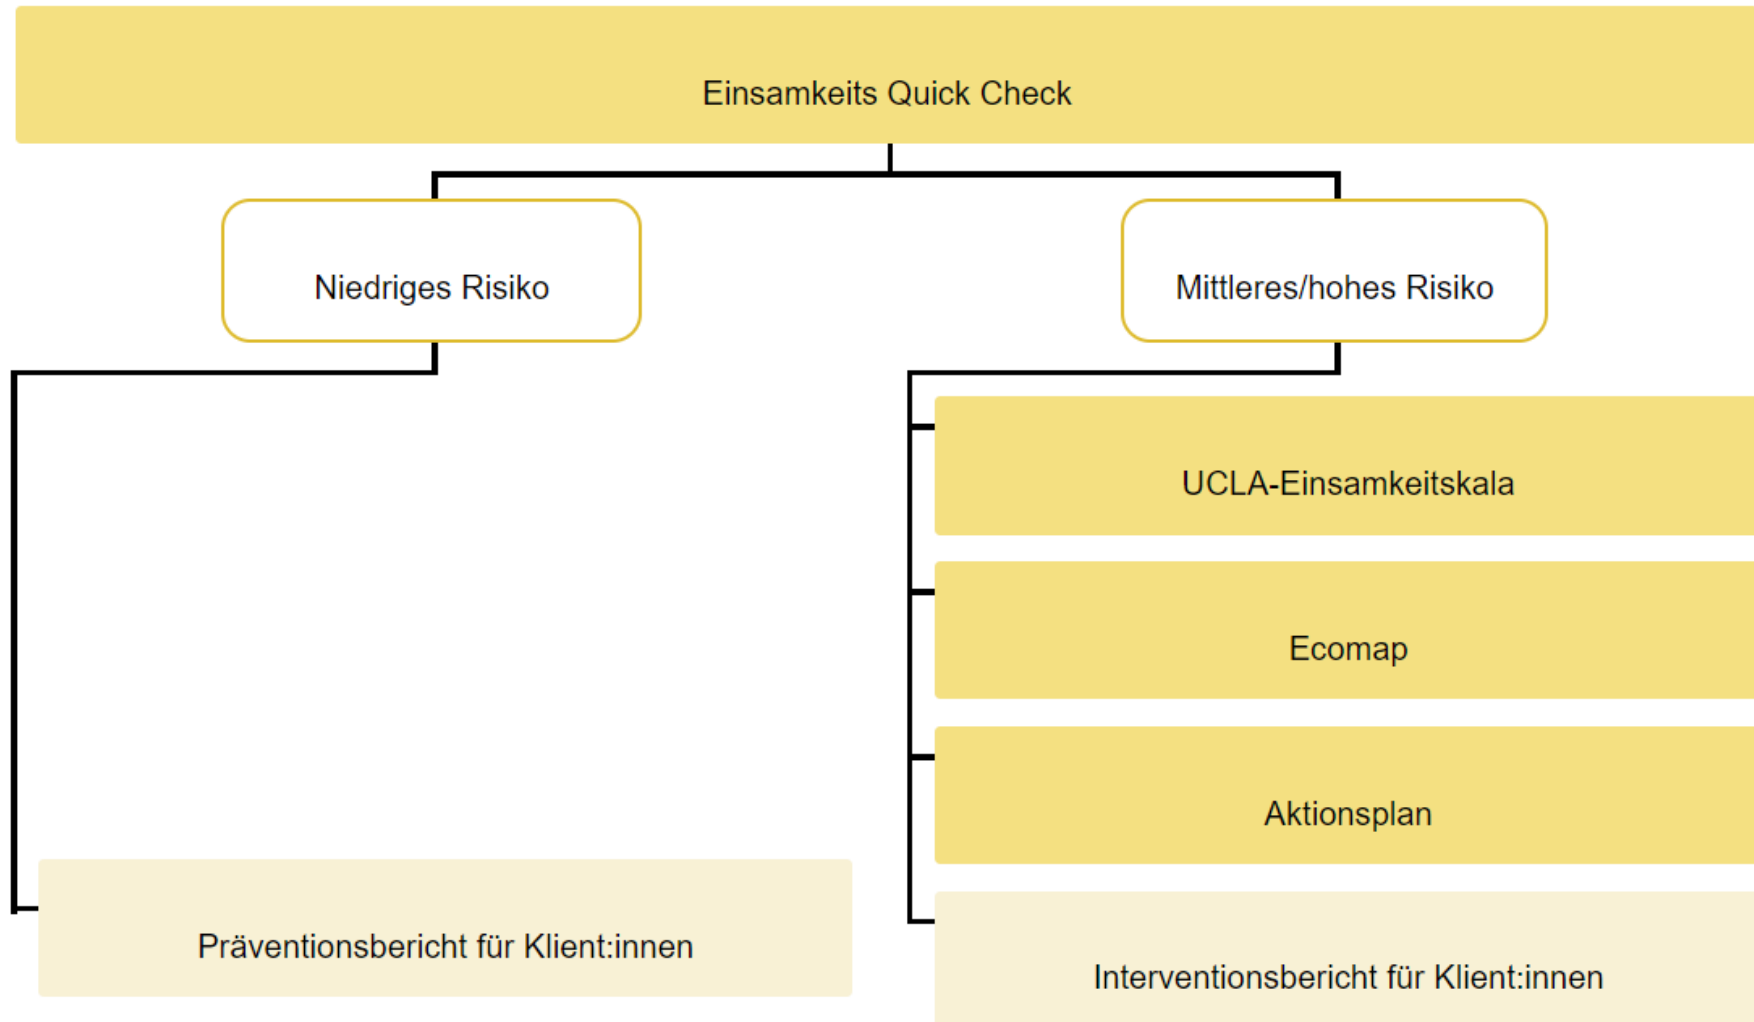 Einsamkeits Quick Check
Niedriges Risiko
Mittleres/hohes Risiko
UCLA-Einsamkeitskala
Ecomap
Aktionsplan
Präventionsbericht für Klient:innen
Interventionsbericht für Klient:innen